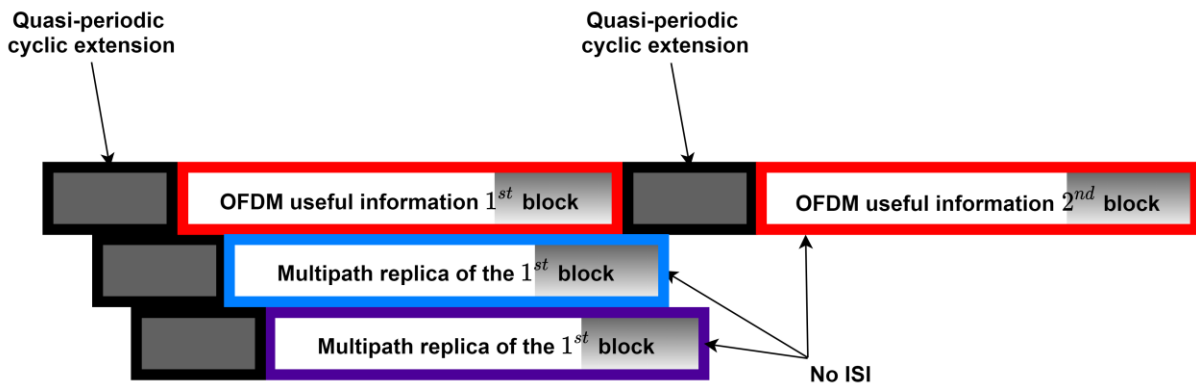 Quasi-periodic
cyclic extension
Quasi-periodic
cyclic extension
OFDM useful information 1st block
OFDM useful information 2nd block
Multipath replica of the 1st block
Multipath replica of the 1st block
No ISI